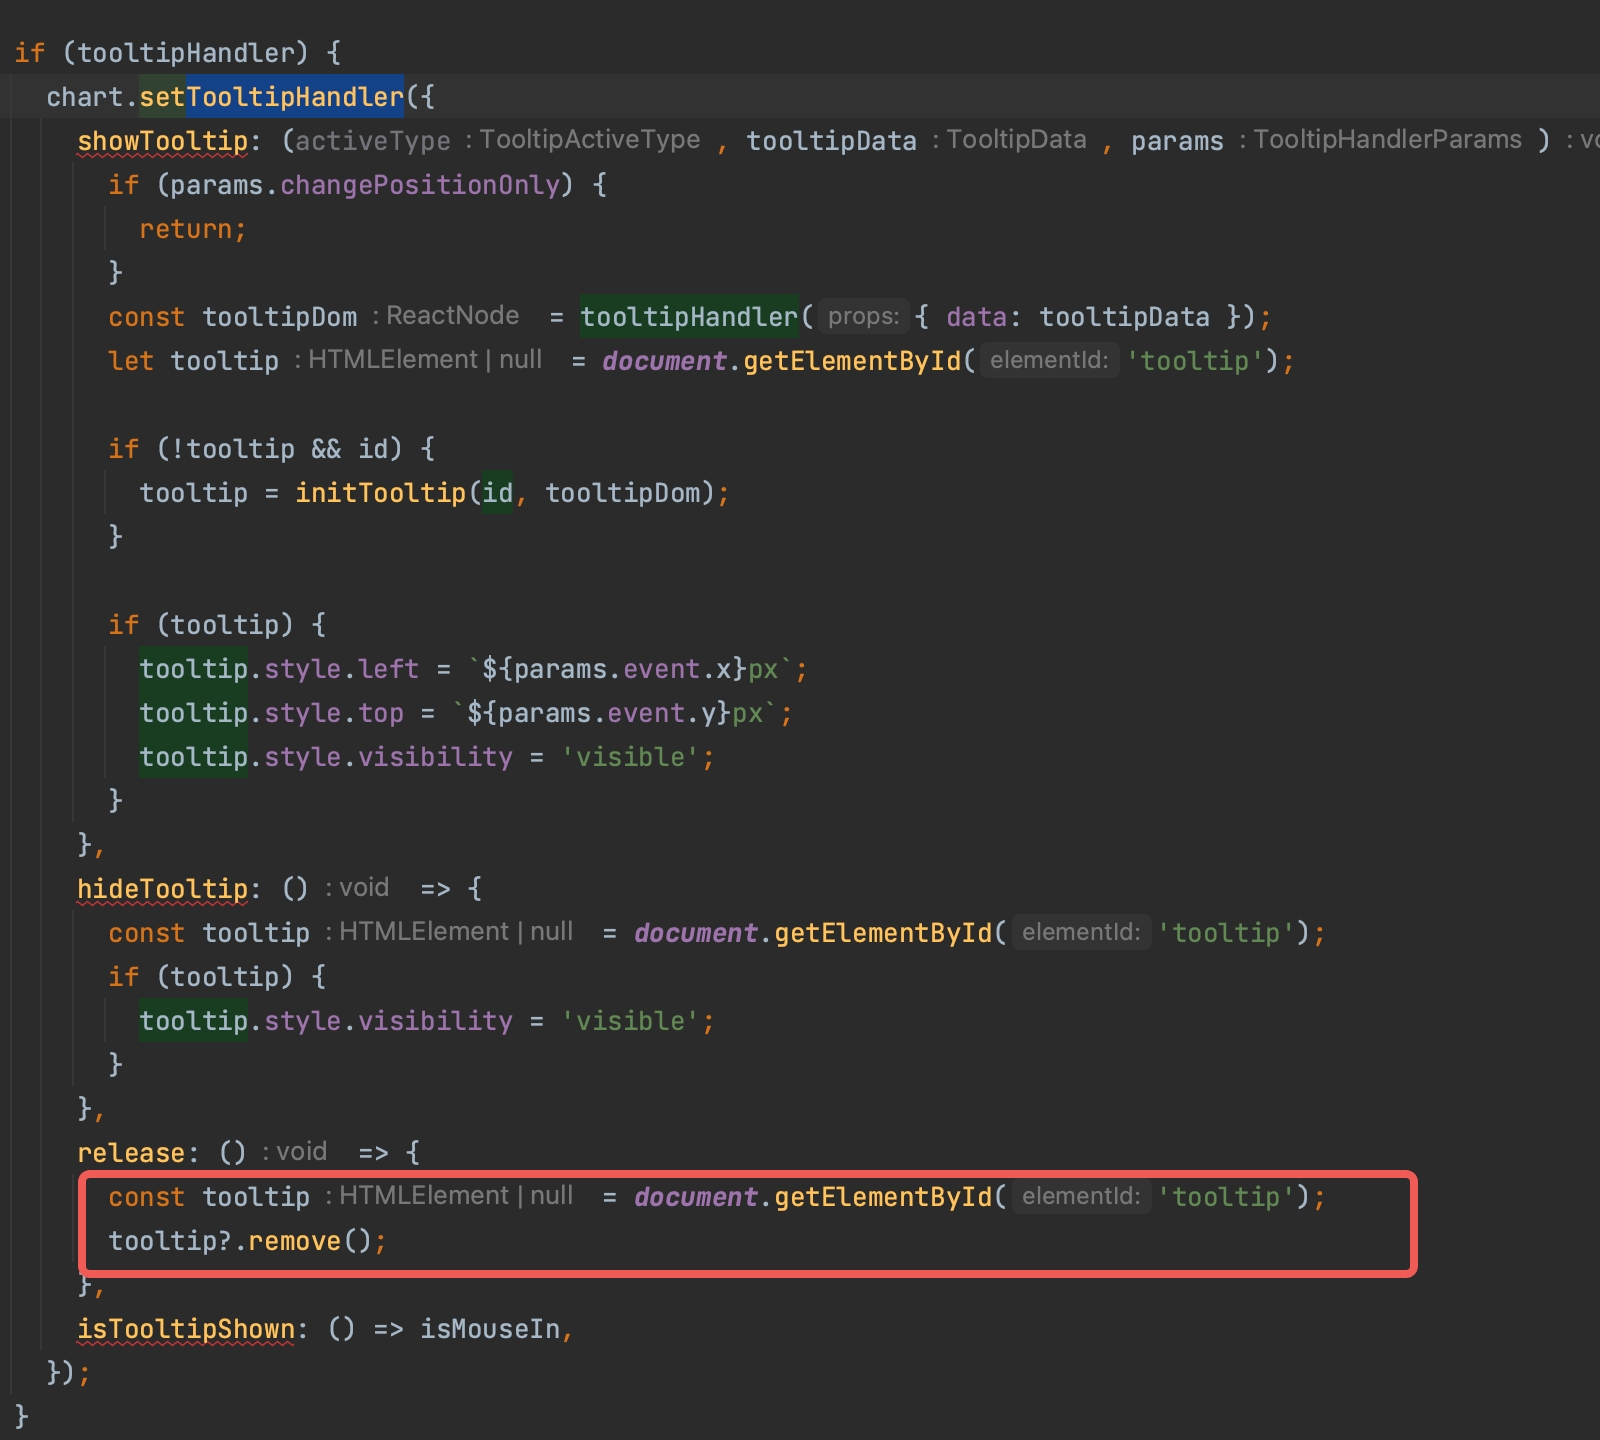 if (tooltipHandler) {
chart.setTooltipHandler({
showTooltip: (activeType : TooltipActiveType , tooltipData : TooltipData , params : TooltipHandlerParams ) :
if (params.changePositionOnly) {
return;
}
const tooltipDom : ReactNode = tooltipHandler( props: { data: tooltipData });
let tooltip : HTMLElement | null = document.getElementById( elementId: 'tooltip');
if (!tooltip && id) {
tooltip = initTooltip(id, tooltipDom);
}
if (tooltip) {
tooltip.style.left = `${params.event.x}px`;
tooltip.style.top = `${params.event.y}px`;
tooltip.style.visibility = 'visible';
}
},
hideTooltip: () : void => {
const tooltip : HTMLElement | null = document.getElementById( elementId: 'tooltip');
if (tooltip) {
tooltip.style.visibility = 'visible';
}
},
release: () : void => {
const tooltip : HTMLElement | null = document.getElementById( elementId: 'tooltip');
tooltip?.remove();
},
isTooltipShown: () => isMouseIn,
});
}